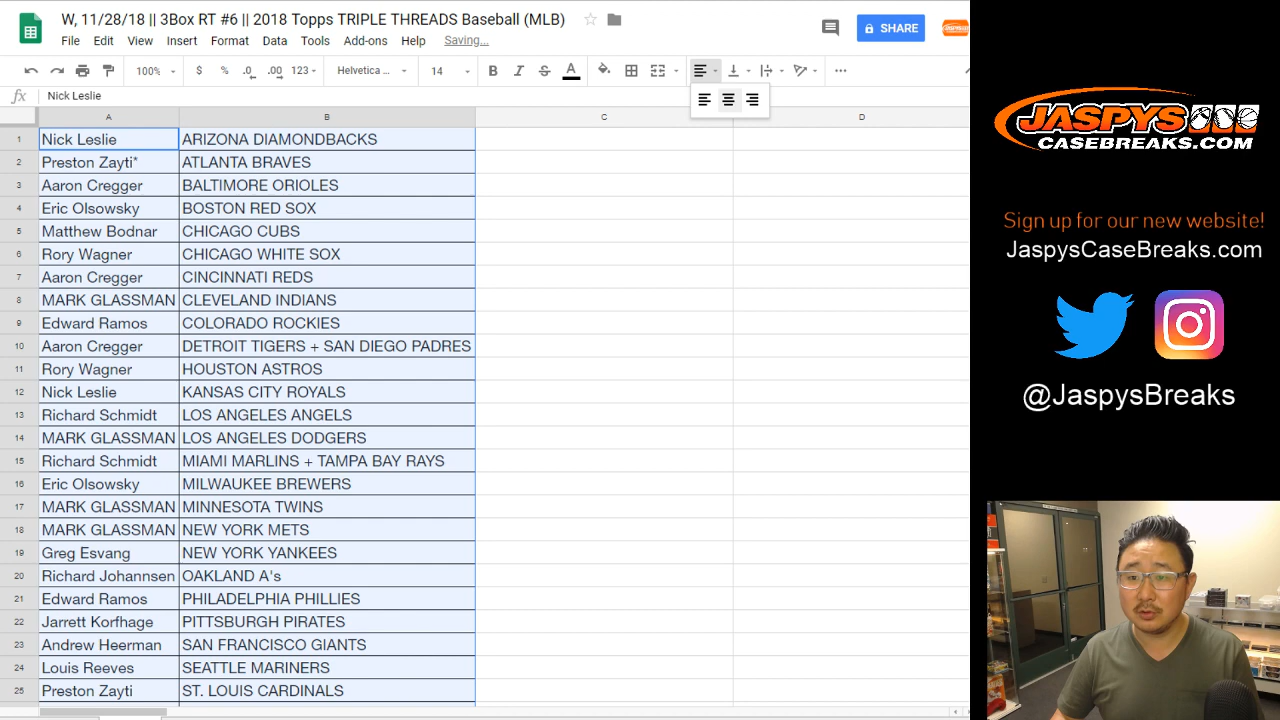 W, 11/28/18 || 3Box RT #6 || 2018 Topps TRIPLE THREADS Baseball (MLB)
File Edit View Insert Format Data Tools Add-ons Help Saving...
SHARE
100% $ % .0 .00 123 Helvetica ... 14 B I S A
fx Nick Leslie
A B C D
1 Nick Leslie ARIZONA DIAMONDBACKS
2 Preston Zayti* ATLANTA BRAVES
3 Aaron Cregger BALTIMORE ORIOLES
4 Eric Olsowsky BOSTON RED SOX
5 Matthew Bodnar CHICAGO CUBS
6 Rory Wagner CHICAGO WHITE SOX
7 Aaron Cregger CINCINNATI REDS
8 MARK GLASSMAN CLEVELAND INDIANS
9 Edward Ramos COLORADO ROCKIES
10 Aaron Cregger DETROIT TIGERS + SAN DIEGO PADRES
11 Rory Wagner HOUSTON ASTROS
12 Nick Leslie KANSAS CITY ROYALS
13 Richard Schmidt LOS ANGELES ANGELS
14 MARK GLASSMAN LOS ANGELES DODGERS
15 Richard Schmidt MIAMI MARLINS + TAMPA BAY RAYS
16 Eric Olsowsky MILWAUKEE BREWERS
17 MARK GLASSMAN MINNESOTA TWINS
18 MARK GLASSMAN NEW YORK METS
19 Greg Esvang NEW YORK YANKEES
20 Richard Johannsen OAKLAND A's
21 Edward Ramos PHILADELPHIA PHILLIES
22 Jarrett Korfhage PITTSBURGH PIRATES
23 Andrew Heerman SAN FRANCISCO GIANTS
24 Louis Reeves SEATTLE MARINERS
25 Preston Zayti ST. LOUIS CARDINALS
JASPYS
CASEBREAKS.COM
Sign up for our new website!
JaspysCaseBreaks.com
@JaspysBreaks